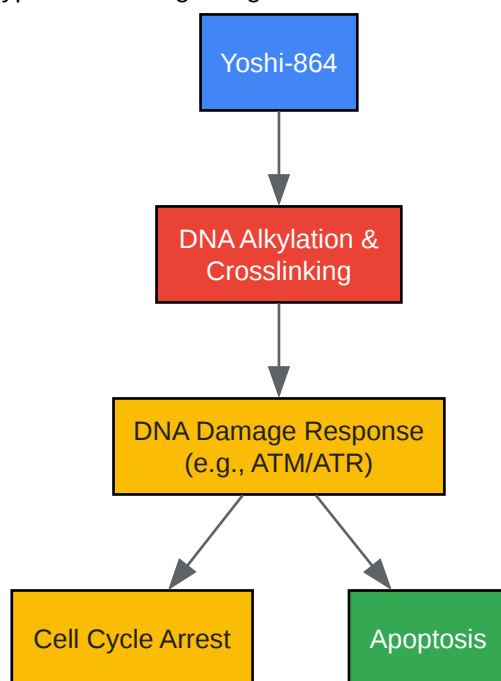 Yoshi-864
DNA Alkylation &
Crosslinking
DNA Damage Response
(e.g., ATM/ATR)
Cell Cycle Arrest
Apoptosis